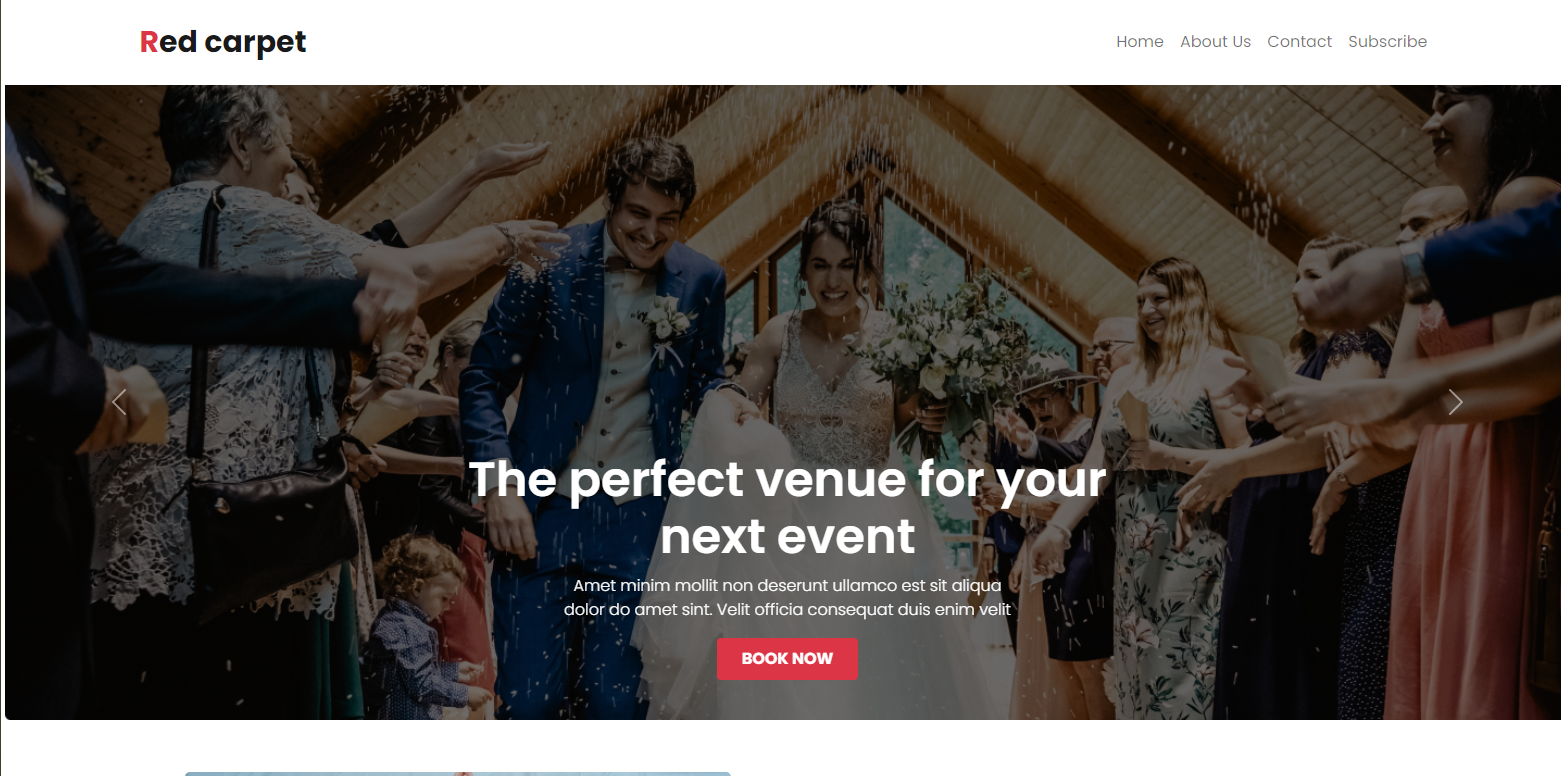 Red carpet
Home About Us Contact Subscribe
The perfect venue for your
next event
Amet minim mollit non deserunt ullamco est sit aliqua
dolor do amet sint. Velit officia consequat duis enim velit
BOOK NOW